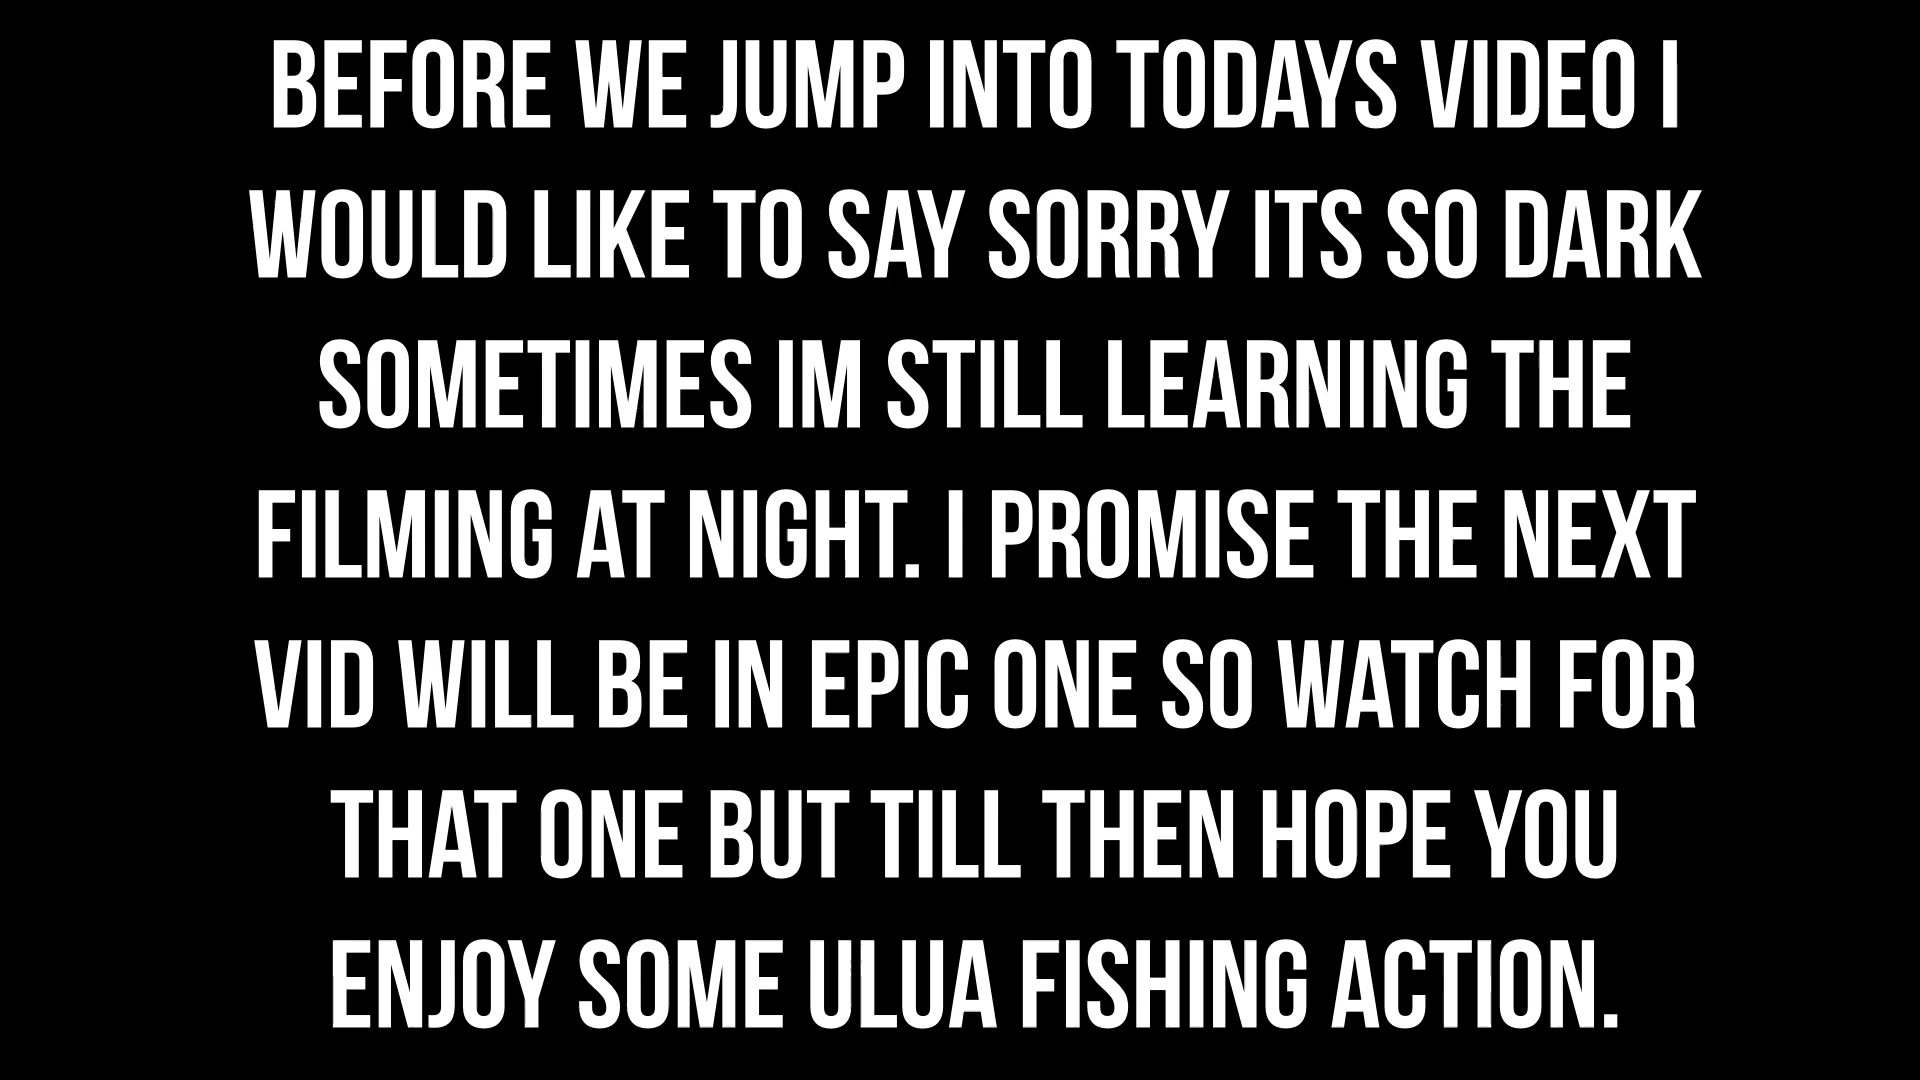 BEFORE WE JUMP INTO TODAYS VIDEO I
WOULD LIKE TO SAY SORRY ITS SO DARK
SOMETIMES IM STILL LEARNING THE
FILMING AT NIGHT. I PROMISE THE NEXT
VID WILL BE IN EPIC ONE SO WATCH FOR
THAT ONE BUT TILL THEN HOPE YOU
ENJOY SOME ULUA FISHING ACTION.